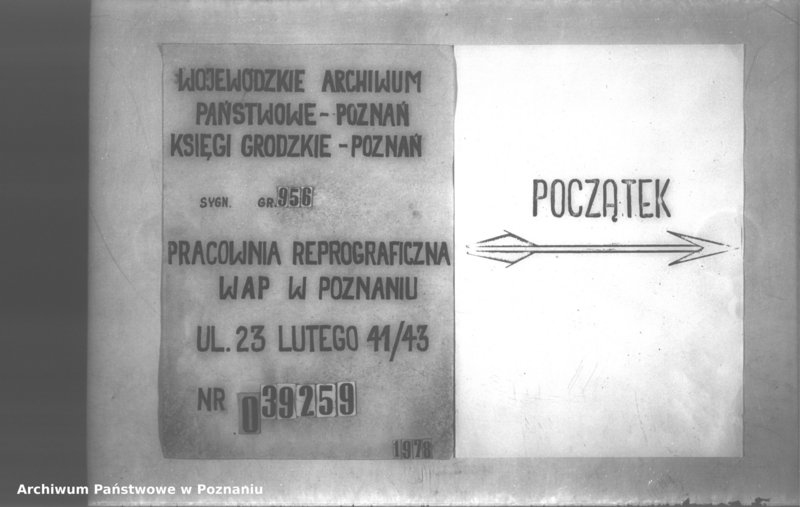 WOJEWÓDZKIE ARCHIWUM
PAŃSTWOWE - POZNAŃ
KSIĘGI GRODZKIE - POZNAŃ
SYGN. GR. 956
PRACOWNIA REPROGRAFICZNA
WAP W POZNANIU
UL. 23 LUTEGO 41/43
NR 039259
1978
POCZĄTEK
Archiwum Państwowe w Poznaniu